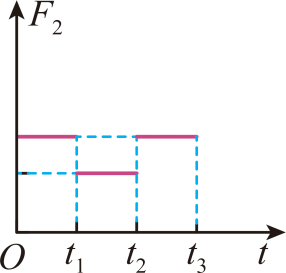 F₂
O t₁ t₂ t₃ t